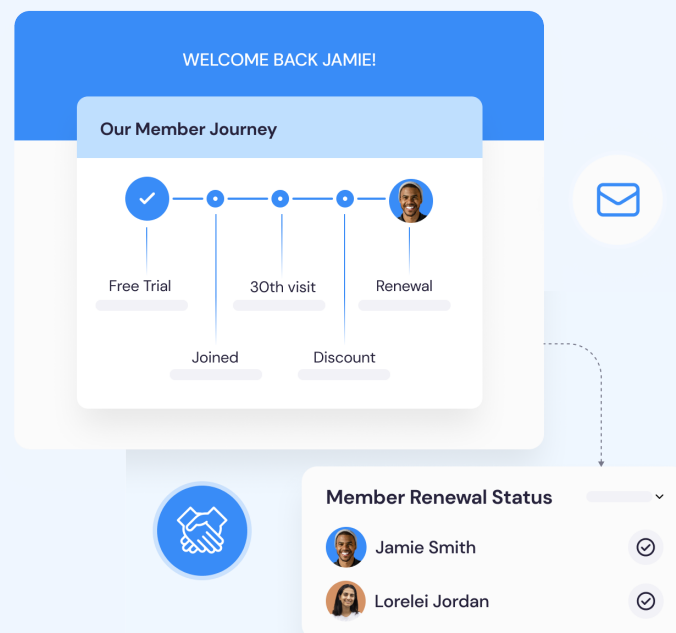 WELCOME BACK JAMIE!
Our Member Journey
Free Trial
30th visit
Renewal
Joined
Discount
Member Renewal Status
Jamie Smith
Lorelei Jordan